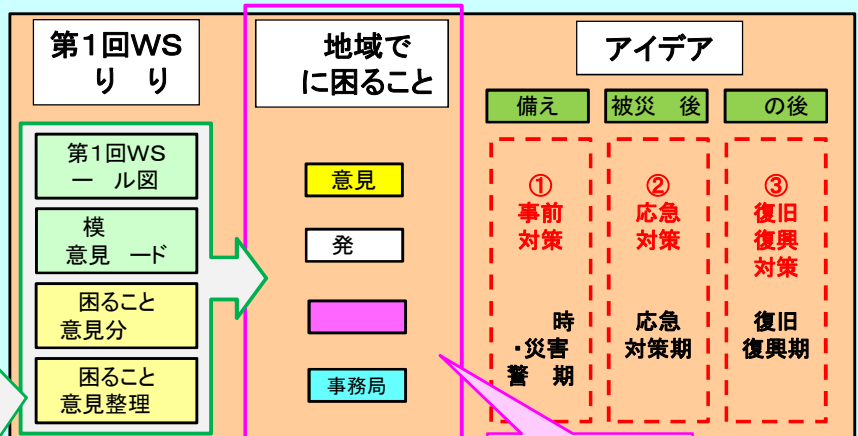 第1回WS
り り
地域で
に困ること
アイデア
備え
被災 後
の後
第1回WS
ー ル図
模
意見 ード
困ること
意見分
困ること
意見整理
意見
発
事務局
①
事前
対策
時
・災害
警 期
②
応急
対策
応急
対策期
③
復旧
復興
対策
復旧
復興期